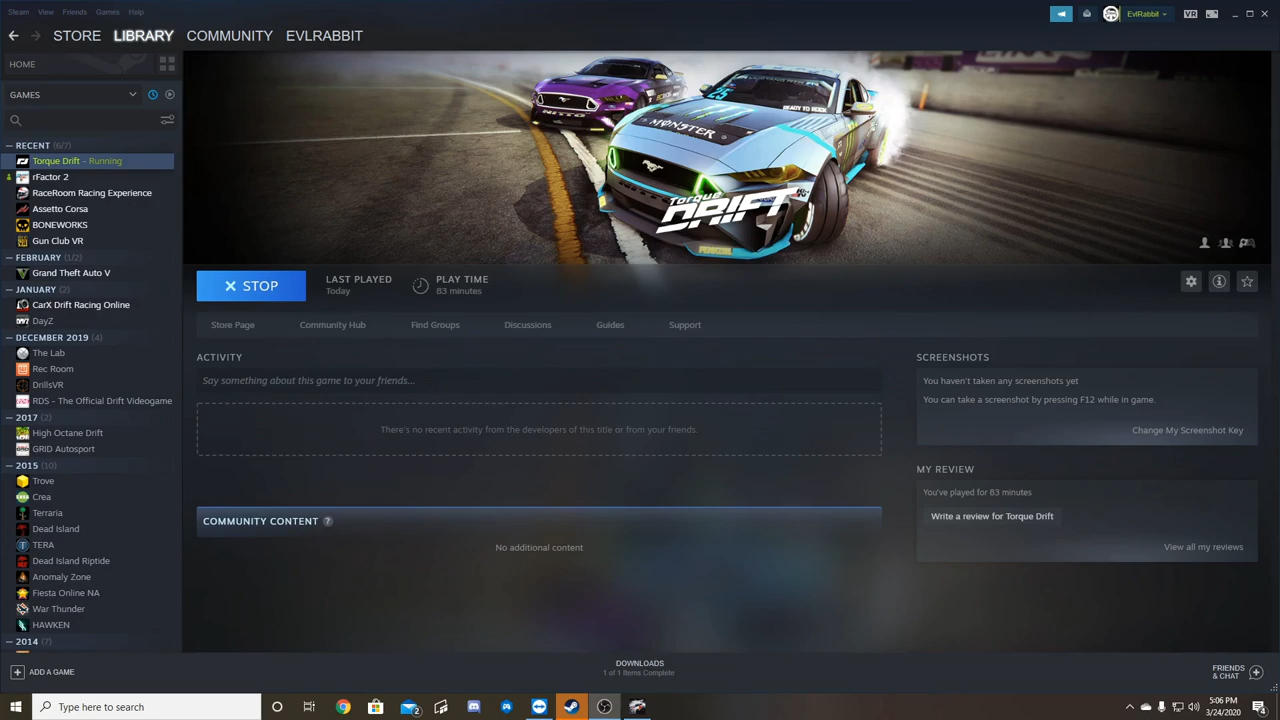 Steam View Friends Games Help
EvlRabbit
VR
STORE LIBRARY COMMUNITY EVLRABBIT
HOME
GAMES
RECENT (6/7)
Torque Drift - Running
rFactor 2
RaceRoom Racing Experience
Assetto Corsa
BONEWORKS
Gun Club VR
FEBRUARY (1/2)
Grand Theft Auto V
JANUARY (2)
CarX Drift Racing Online
DayZ
DECEMBER 2019 (4)
The Lab
Rec Room
DrillsVR
RDS - The Official Drift Videogame
2017 (2)
High Octane Drift
GRID Autosport
2015 (10)
Trove
Crea
Terraria
Dead Island
TERA
Dead Island Riptide
Anomaly Zone
Fiesta Online NA
War Thunder
HAWKEN
2014 (7)
ADD A GAME
NITTO
25
READY TO ROCK
MONSTER
Torque
DRIFT
STOP
LAST PLAYED
Today
PLAY TIME
83 minutes
Store Page Community Hub Find Groups Discussions Guides Support
ACTIVITY
Say something about this game to your friends...
There's no recent activity from the developers of this title or from your friends.
COMMUNITY CONTENT ?
No additional content
SCREENSHOTS
You haven't taken any screenshots yet
You can take a screenshot by pressing F12 while in game.
Change My Screenshot Key
MY REVIEW
You've played for 83 minutes
Write a review for Torque Drift
View all my reviews
DOWNLOADS
1 of 1 Items Complete
FRIENDS
& CHAT
Type here to search
2
5:06 PM
3/24/2020
4